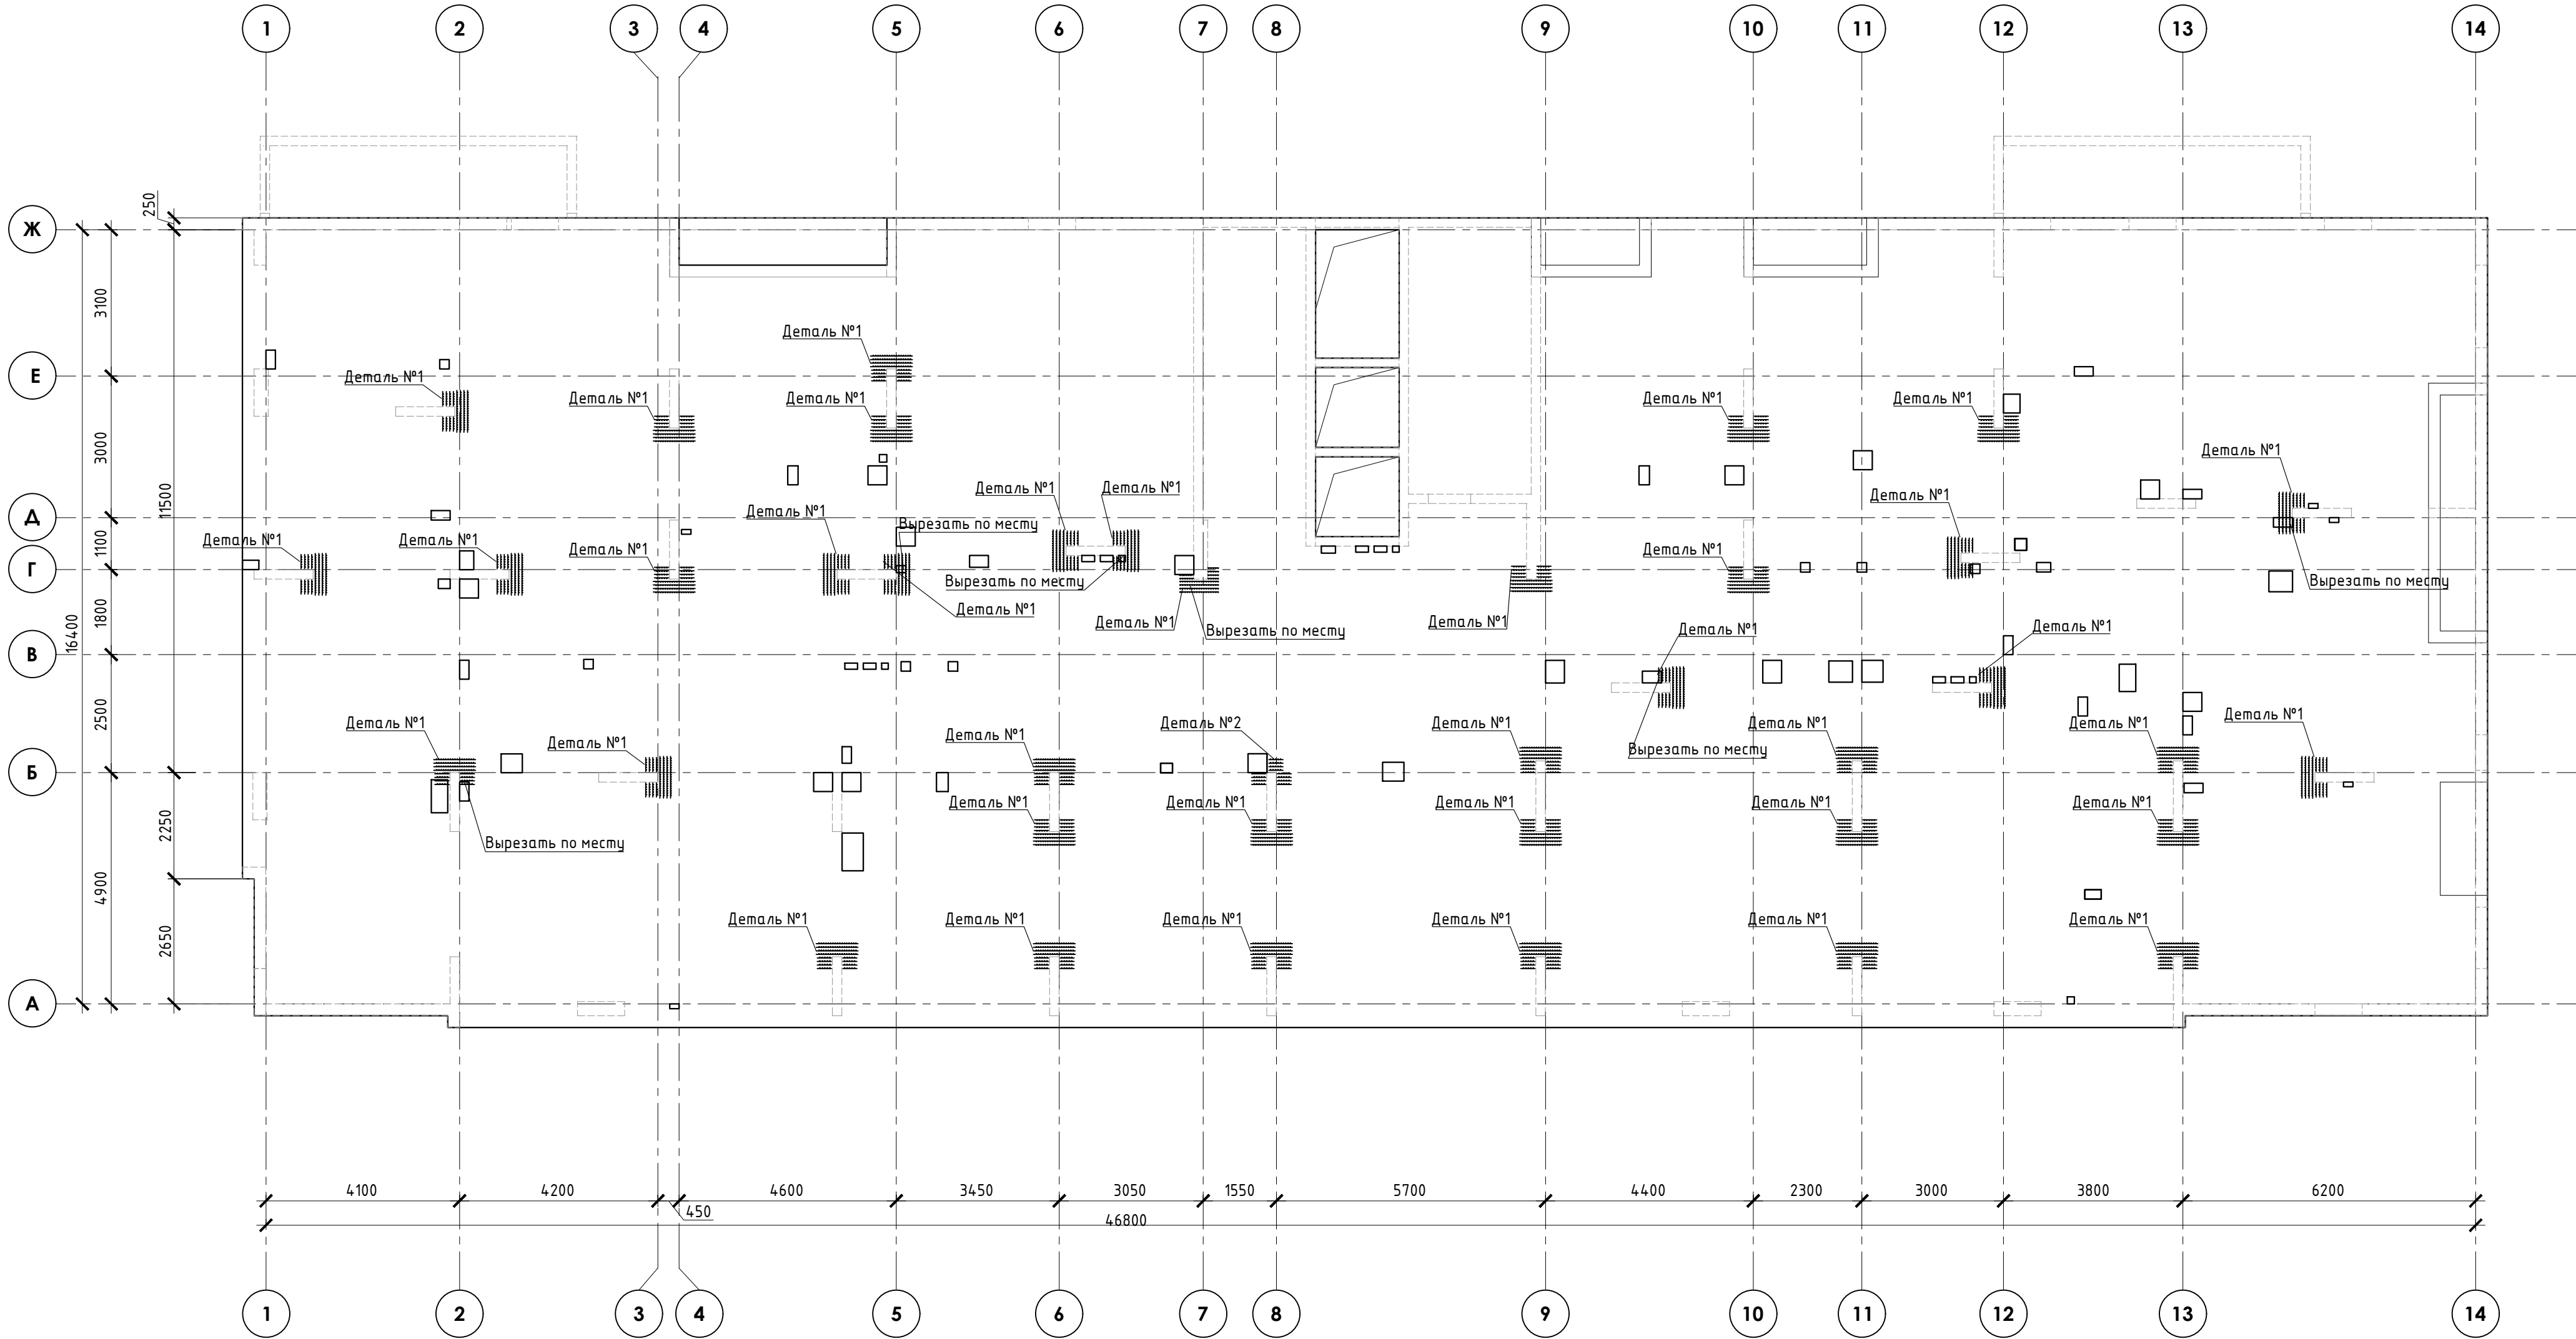 1 2 3 4 5 6 7 8 9 10 11 12 13 14
250
Ж
3100
Деталь №1
Е
Деталь №1
Деталь №1 Деталь №1 Деталь №1 Деталь №1
3000
Деталь №1
Деталь №1 Деталь №1 Деталь №1
11500
Деталь №1
Д
Вырезать по месту
1100
Деталь №1 Деталь №1 Деталь №1 Деталь №1
Г
Вырезать по месту Вырезать по месту
1800
Деталь №1
16400
Деталь №1 Деталь №1
Вырезать по месту Деталь №1 Деталь №1
В
2500
Деталь №1 Деталь №2 Деталь №1 Деталь №1 Деталь №1 Деталь №1
Деталь №1 Деталь №1 Вырезать по месту
Б
Деталь №1 Деталь №1 Деталь №1 Деталь №1 Деталь №1
2250
Вырезать по месту
4900
Деталь №1 Деталь №1 Деталь №1 Деталь №1 Деталь №1 Деталь №1
2650
А
4100 4200 4600 3450 3050 1550 5700 4400 2300 3000 3800 6200
450
46800
1 2 3 4 5 6 7 8 9 10 11 12 13 14